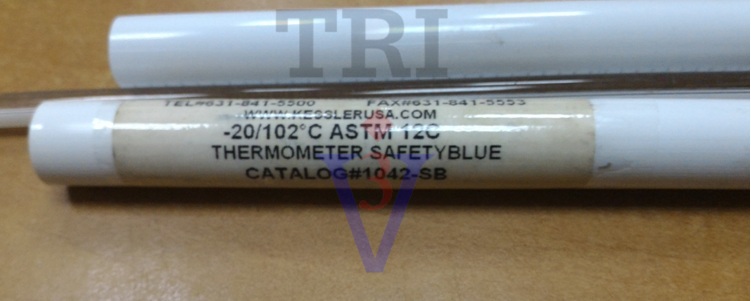 TRI
TEL#631-841-5500 FAX#631-841-5553
WWW.KESSLERUSA.COM
-20/102°C ASTM 12C
THERMOMETER SAFETYBLUE
CATALOG#1042-SB
V3